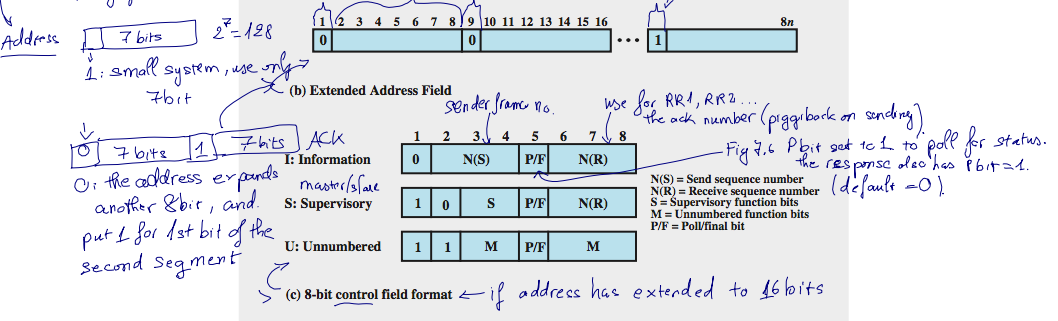 1 2 3 4 5 6 7 8 9 10 11 12 13 14 15 16 8n
0 0 ••• 1
Address 7 bits 2^7=128
1: small system, use only
7bit
(b) Extended Address Field
sender frame no.
use for RR1, RR2 ...
the ack number (piggiback on sending)
0 7 bits 1 7 bits ACK
1 2 3 4 5 6 7 8
I: Information 0 N(S) P/F N(R)
Fig 7.6 Pbit set to 1 to poll for status.
the response also has Pbit=1.
(default =0).
0: the address expands
another 8bit, and
put 1 for 1st bit of the
second segment
master/slave
S: Supervisory 1 0 S P/F N(R)
N(S) = Send sequence number
N(R) = Receive sequence number
S = Supervisory function bits
M = Unnumbered function bits
P/F = Poll/final bit
U: Unnumbered 1 1 M P/F M
(c) 8-bit control field format ← if address has extended to 16bits